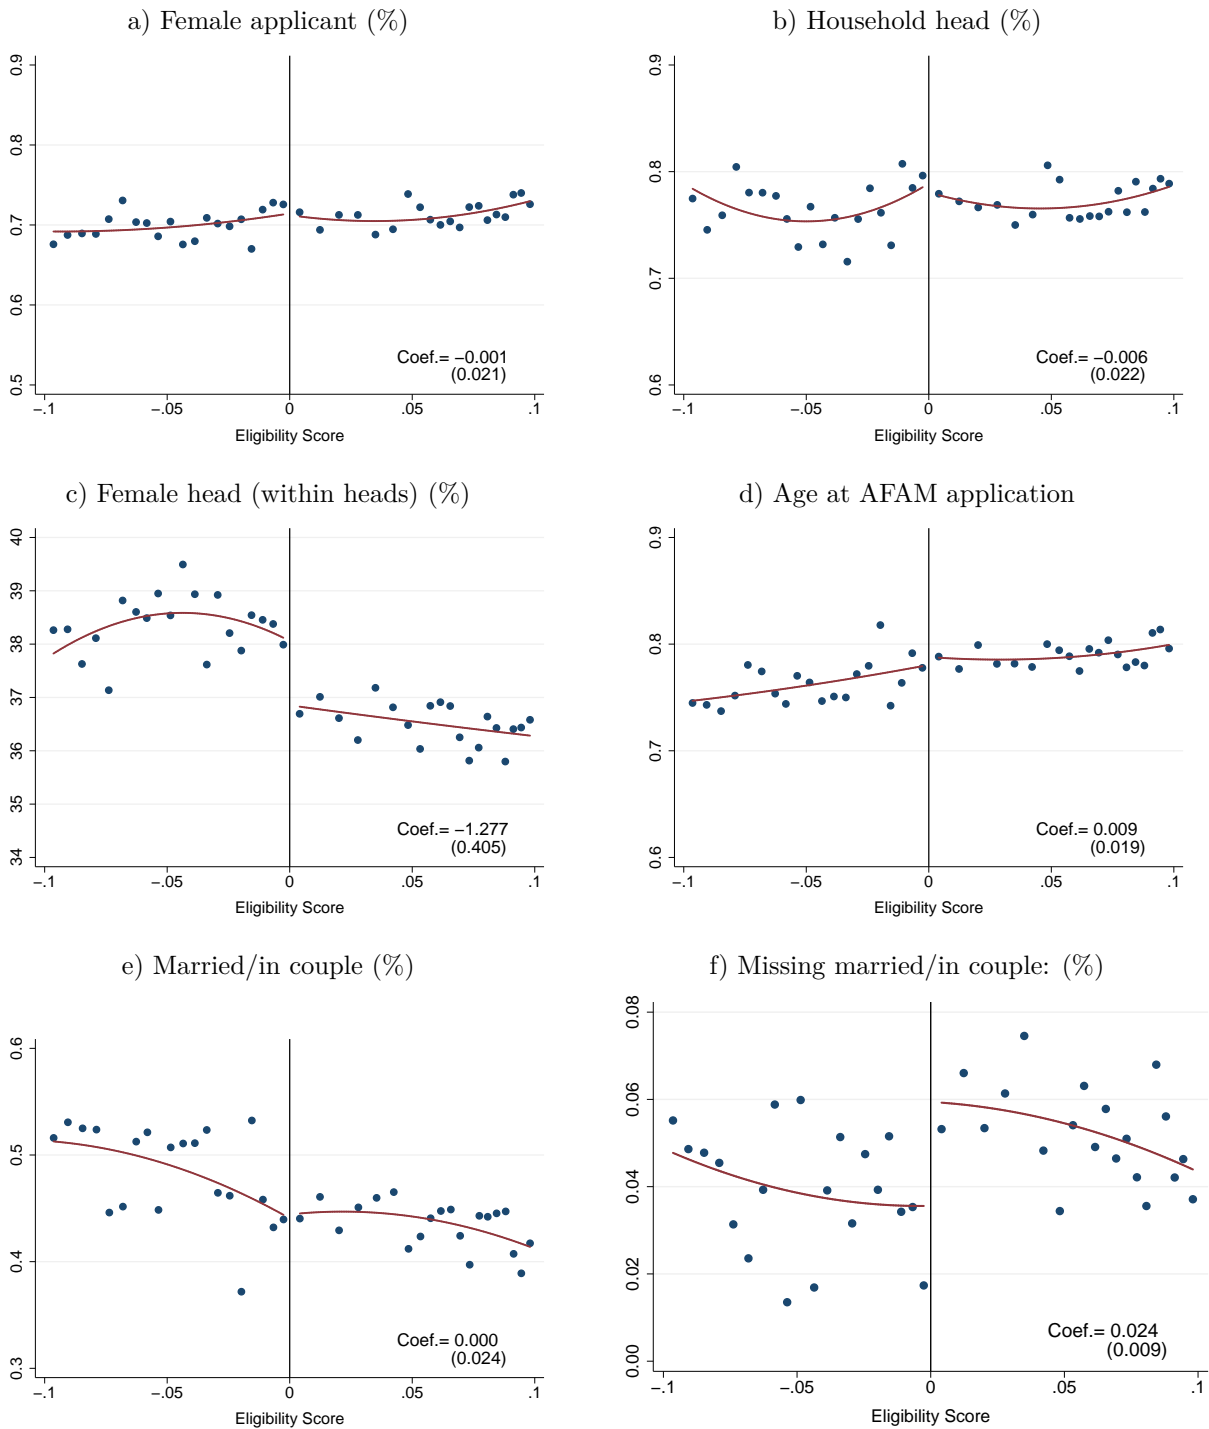 a) Female applicant (%)
0.9
0.8
0.7
0.6
0.5
Coef.= −0.001
(0.021)
−.1 −.05 0 .05 .1
Eligibility Score
b) Household head (%)
0.9
0.8
0.7
0.6
Coef.= −0.006
(0.022)
−.1 −.05 0 .05 .1
Eligibility Score
c) Female head (within heads) (%)
40
39
38
37
36
35
34
Coef.= −1.277
(0.405)
−.1 −.05 0 .05 .1
Eligibility Score
d) Age at AFAM application
0.9
0.8
0.7
0.6
Coef.= 0.009
(0.019)
−.1 −.05 0 .05 .1
Eligibility Score
e) Married/in couple (%)
0.6
0.5
0.4
0.3
Coef.= 0.000
(0.024)
−.1 −.05 0 .05 .1
Eligibility Score
f) Missing married/in couple: (%)
0.08
0.06
0.04
0.02
0.00
Coef.= 0.024
(0.009)
−.1 −.05 0 .05 .1
Eligibility Score